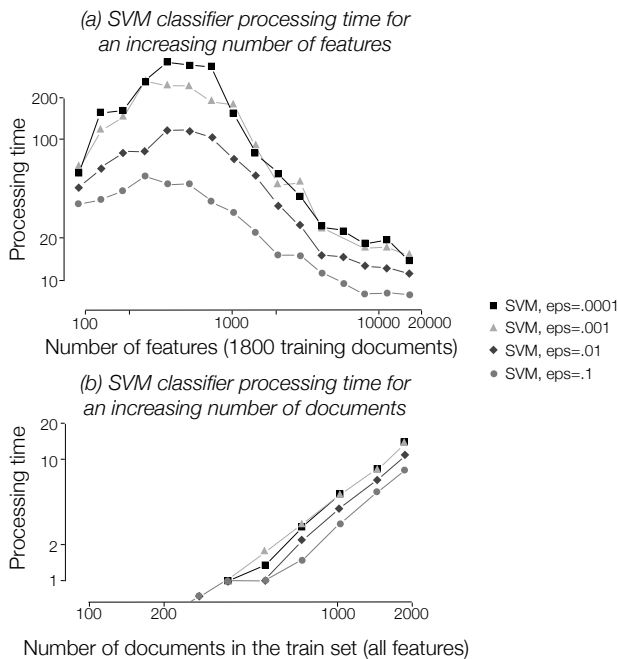 (a) SVM classifier processing time for
an increasing number of features
Processing time
200
100
20
10
100
1000
10000
20000
Number of features (1800 training documents)
SVM, eps=.0001
SVM, eps=.001
SVM, eps=.01
SVM, eps=.1
(b) SVM classifier processing time for
an increasing number of documents
Processing time
20
10
2
1
100
200
1000
2000
Number of documents in the train set (all features)